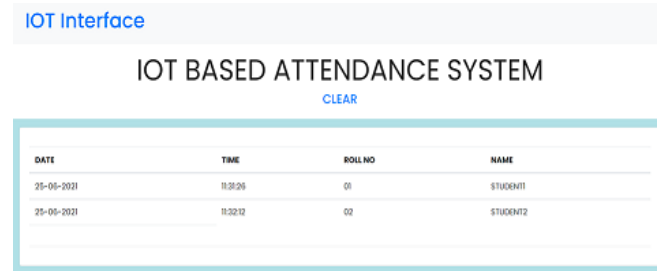 IOT Interface
IOT BASED ATTENDANCE SYSTEM
CLEAR
DATE TIME ROLL NO NAME
25-06-2021 11:31:26 01 STUDENT1
25-06-2021 11:32:12 02 STUDENT2